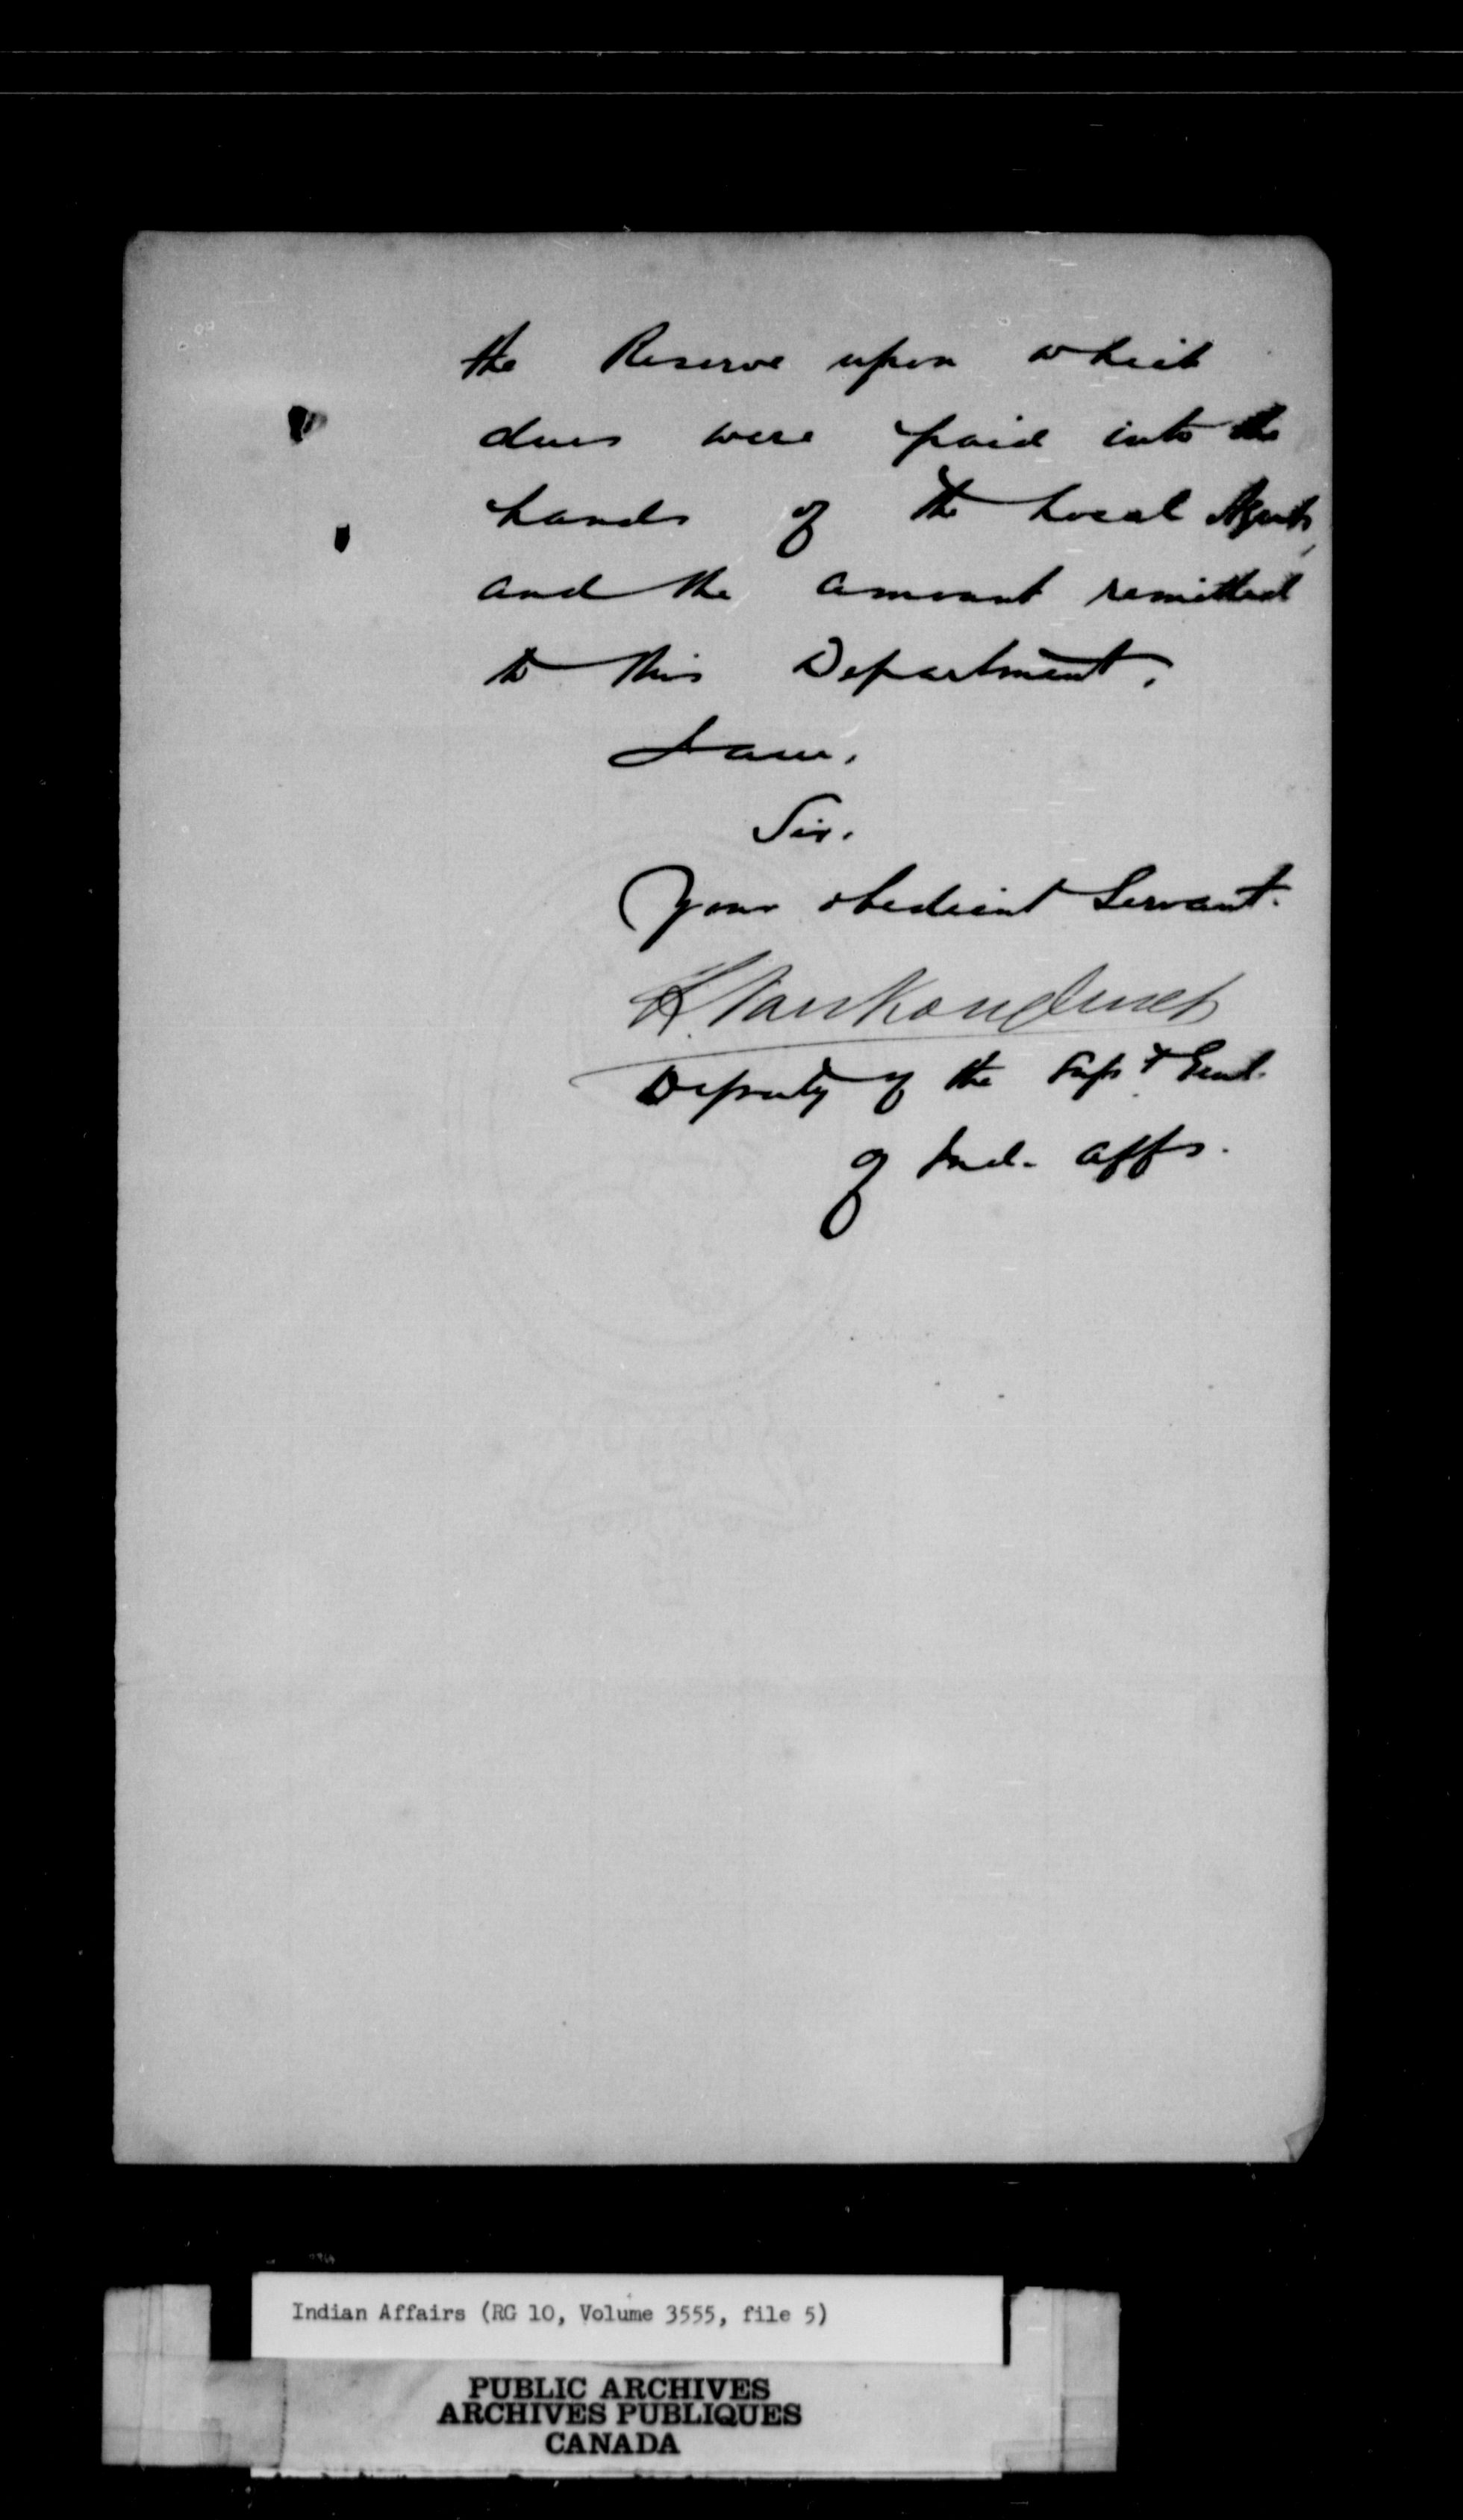 the Reserve upon which
dues were paid into the
hands of the Local Agent,
and the amount remitted
to this Department.
I am,
Sir.
Your obedient Servant.
L. Vankoughnet
Deputy of the Supt. Genl.
of Ind. Affs.
Indian Affairs (RG 10, Volume 3555, file 5)
PUBLIC ARCHIVES
ARCHIVES PUBLIQUES
CANADA